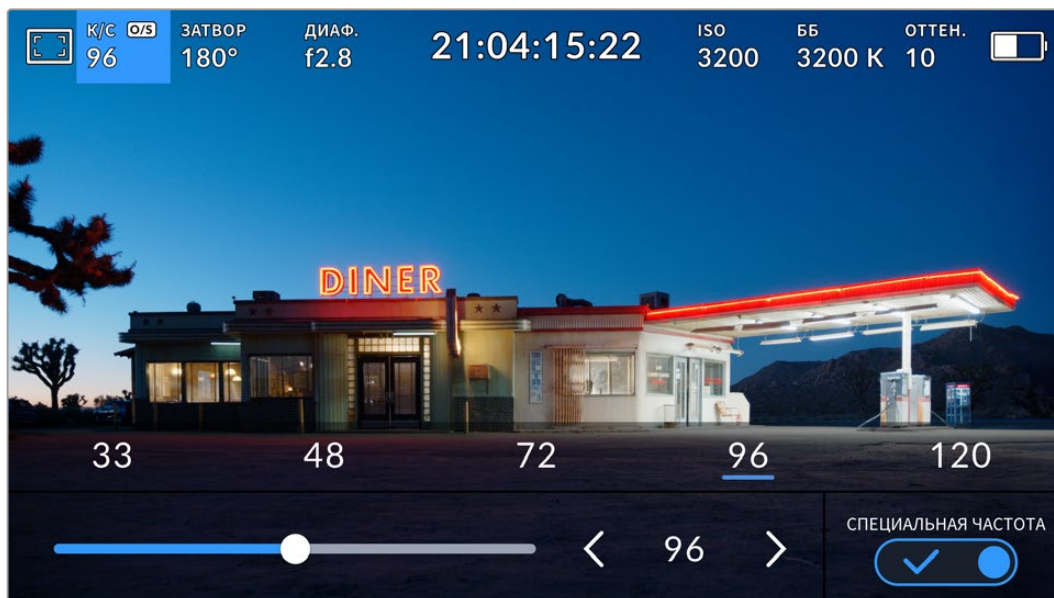 К/С O/S ЗАТВОР ДИАФ. 21:04:15:22 ISO ББ ОТТЕН.
96 180° f2.8 3200 3200 K 10
DINER
33 48 72 96 120
СПЕЦИАЛЬНАЯ ЧАСТОТА
96